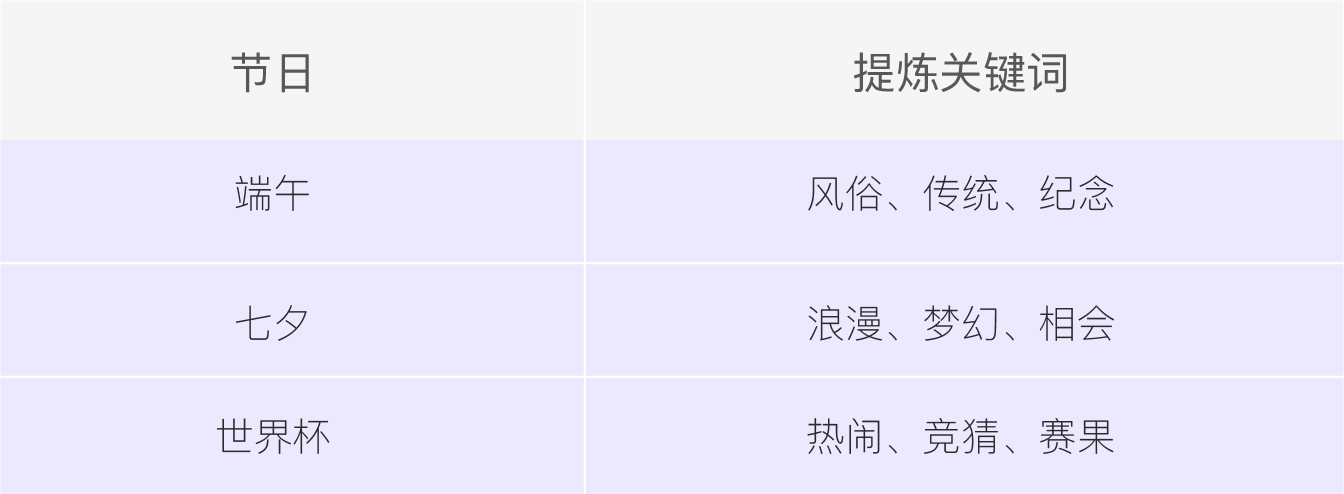 节日 提炼关键词
端午 风俗、传统、纪念
七夕 浪漫、梦幻、相会
世界杯 热闹、竞猜、赛果